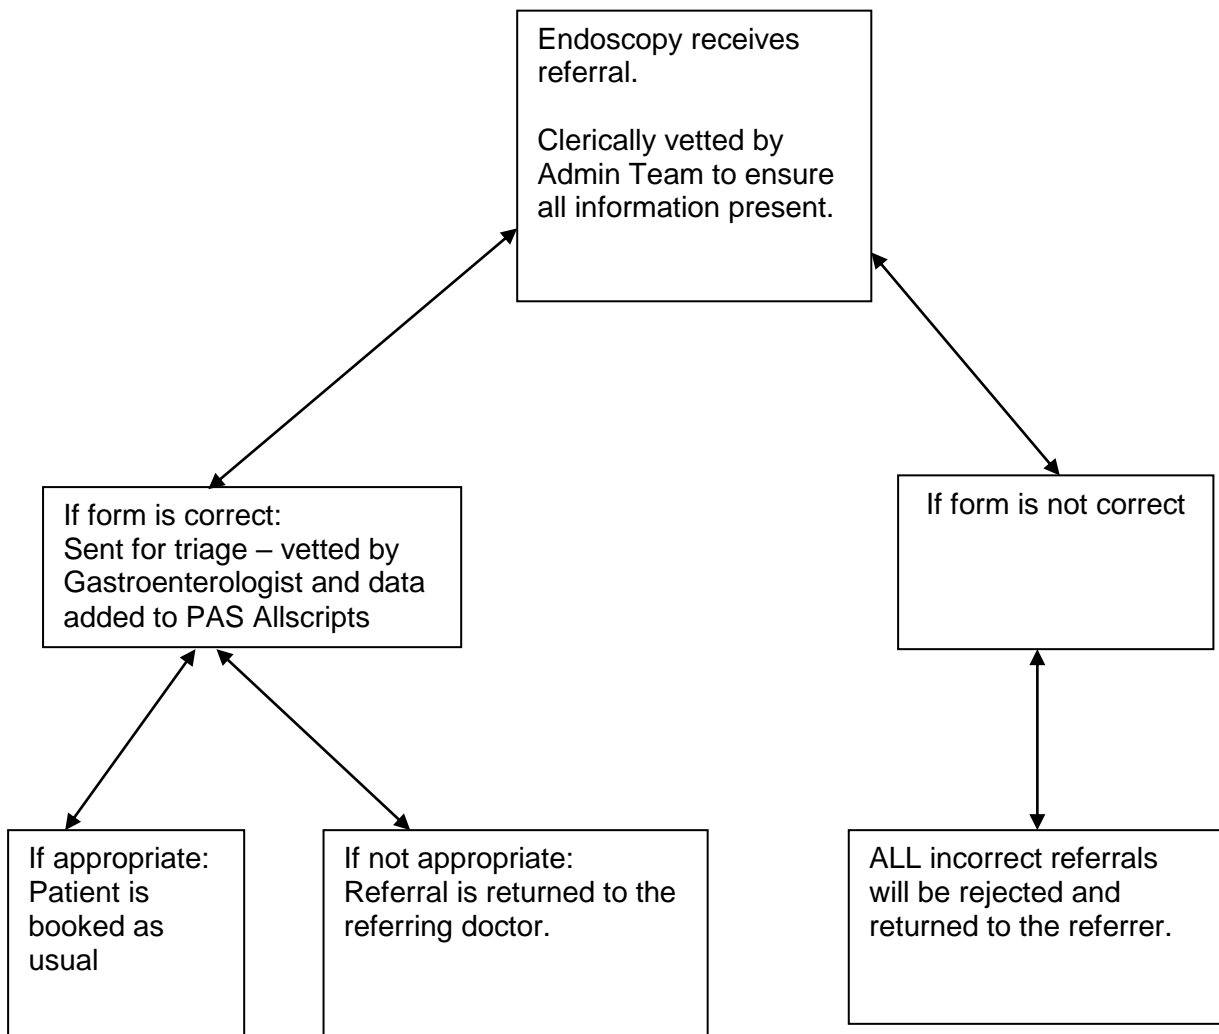 Endoscopy receives
referral.
Clerically vetted by
Admin Team to ensure
all information present.
If form is correct:
Sent for triage – vetted by
Gastroenterologist and data
added to PAS Allscripts
If form is not correct
If appropriate:
Patient is
booked as
usual
If not appropriate:
Referral is returned to the
referring doctor.
ALL incorrect referrals
will be rejected and
returned to the referrer.